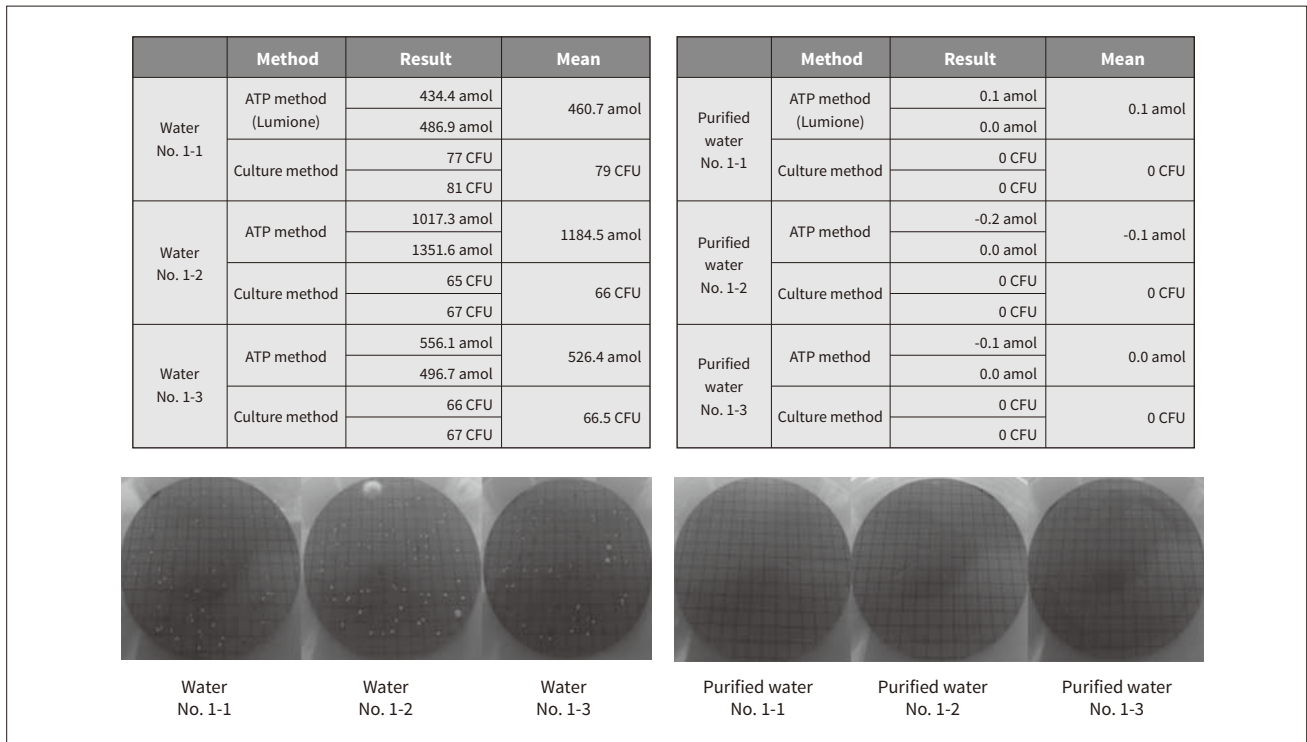 Method Result Mean
Water
No. 1-1
ATP method
(Lumione)
434.4 amol
486.9 amol
460.7 amol
Culture method
77 CFU
81 CFU
79 CFU
Water
No. 1-2
ATP method
1017.3 amol
1351.6 amol
1184.5 amol
Culture method
65 CFU
67 CFU
66 CFU
Water
No. 1-3
ATP method
556.1 amol
496.7 amol
526.4 amol
Culture method
66 CFU
67 CFU
66.5 CFU
Method Result Mean
Purified
water
No. 1-1
ATP method
(Lumione)
0.1 amol
0.0 amol
0.1 amol
Culture method
0 CFU
0 CFU
0 CFU
Purified
water
No. 1-2
ATP method
-0.2 amol
0.0 amol
-0.1 amol
Culture method
0 CFU
0 CFU
0 CFU
Purified
water
No. 1-3
ATP method
-0.1 amol
0.0 amol
0.0 amol
Culture method
0 CFU
0 CFU
0 CFU
Water
No. 1-1
Water
No. 1-2
Water
No. 1-3
Purified water
No. 1-1
Purified water
No. 1-2
Purified water
No. 1-3